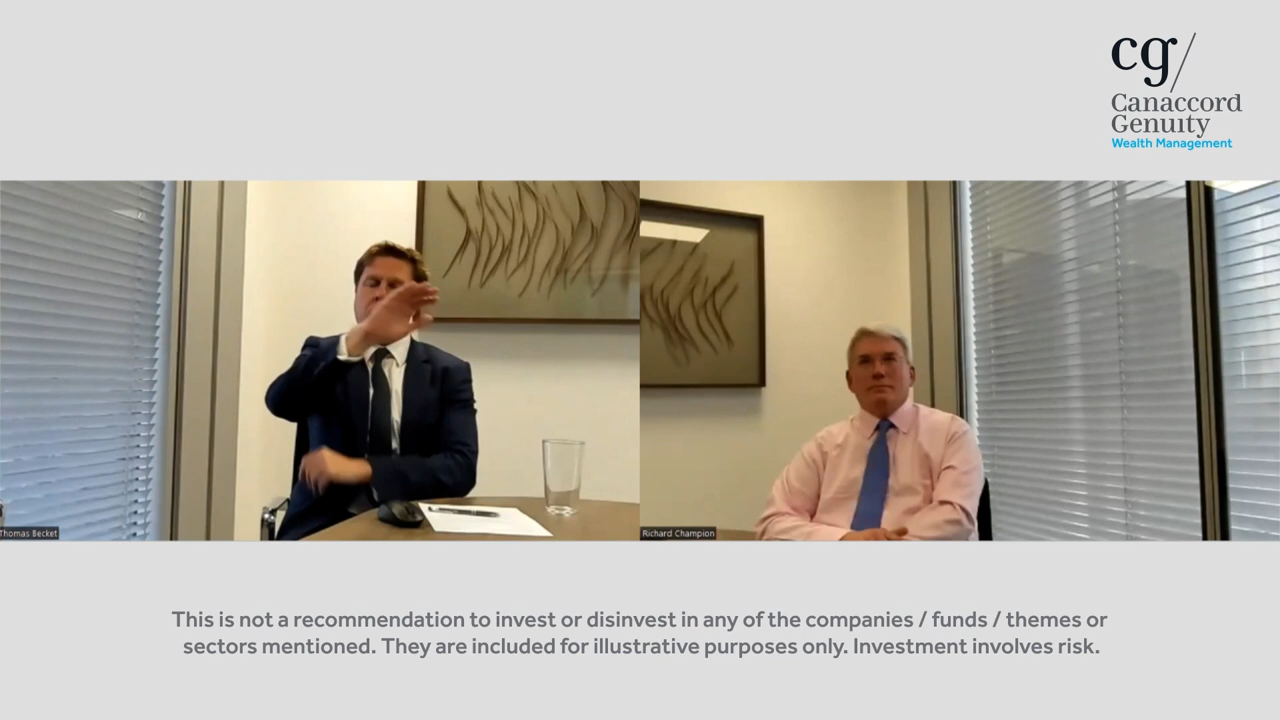 cg/
Canaccord
Genuity
Wealth Management
Thomas Becket
Richard Champion
This is not a recommendation to invest or disinvest in any of the companies / funds / themes or
sectors mentioned. They are included for illustrative purposes only. Investment involves risk.